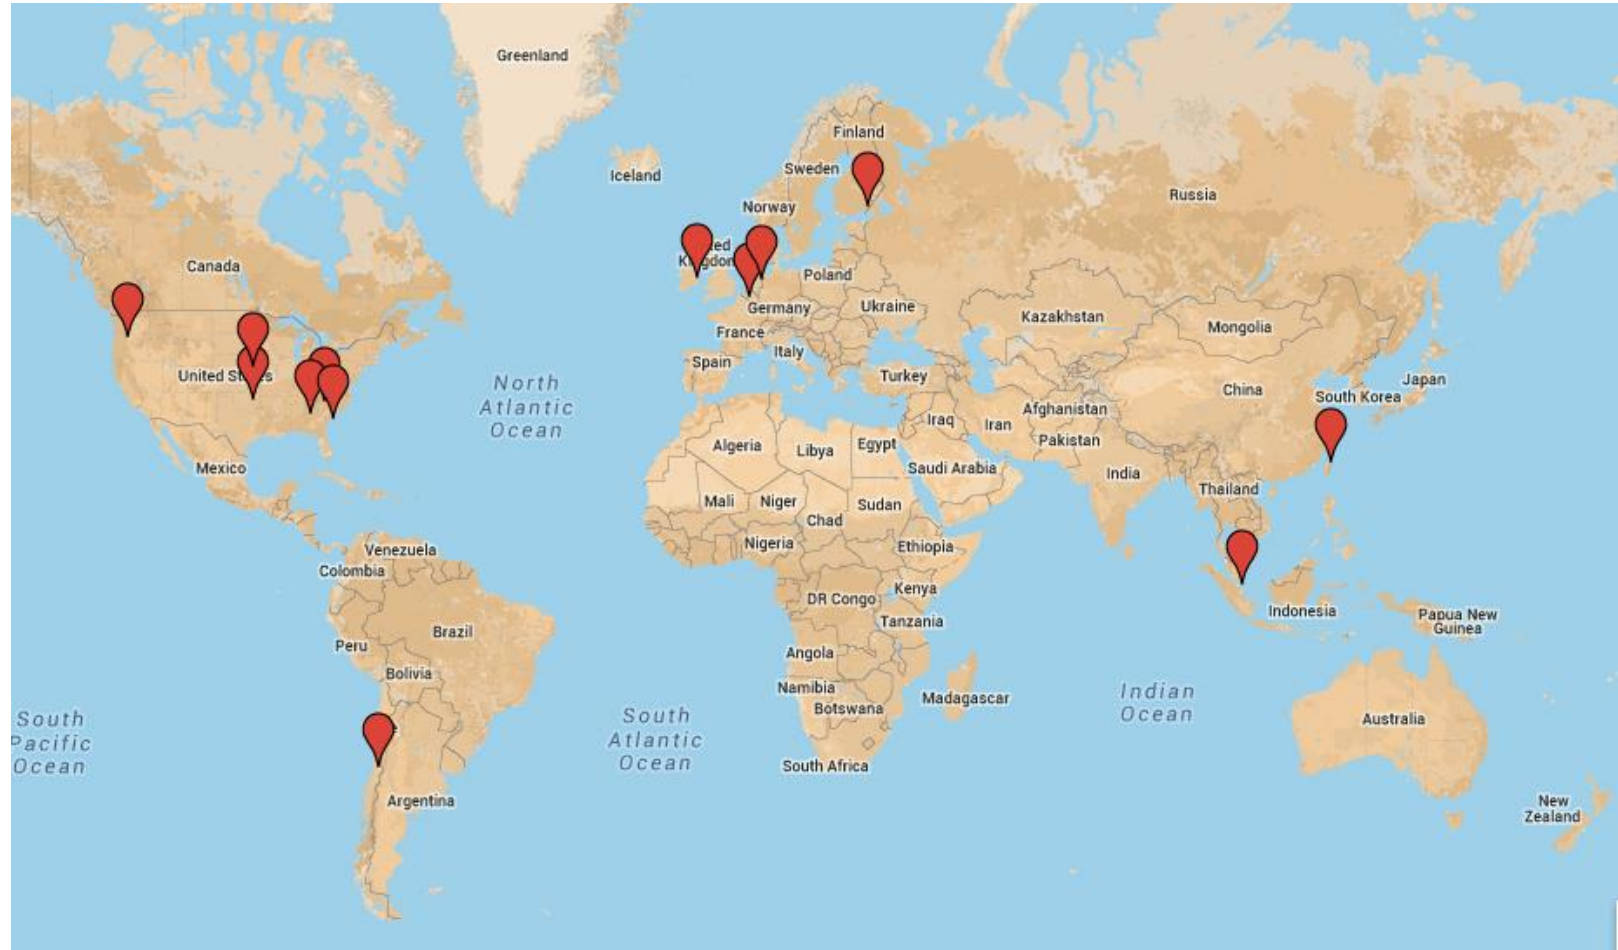 Greenland
Finland
Iceland
Sweden
Russia
Norway
Canada
Poland
Ukraine
Germany
Kazakhstan
Mongolia
France
Italy
Spain
United
Turkey
China
Japan
South Korea
North
Atlantic
Ocean
Afghanistan
Iraq
Iran
Pakistan
Algeria
Libya
Egypt
Saudi Arabia
India
Mexico
Thailand
Mali
Niger
Sudan
Chad
Nigeria
Ethiopia
Venezuela
Colombia
Kenya
DR Congo
Tanzania
Indonesia
Papua New
Guinea
Brazil
Peru
Angola
Bolivia
Namibia
Botswana
Madagascar
Indian
Ocean
South
Pacific
Ocean
South
Atlantic
Ocean
Australia
South Africa
Argentina
New
Zealand